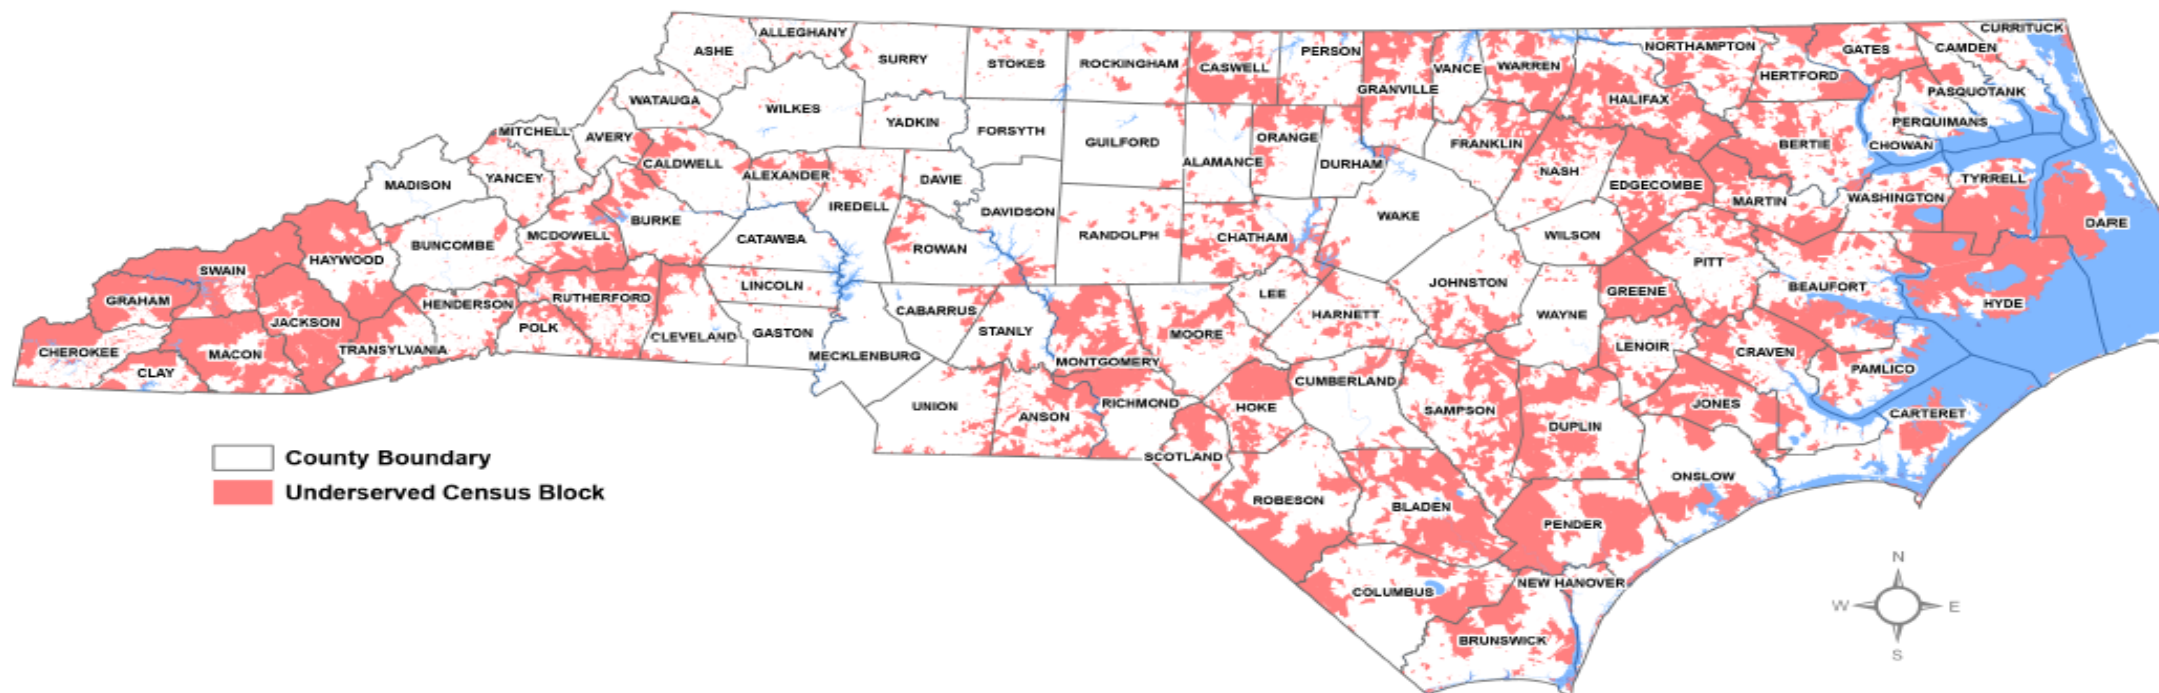 CURRITUCK
ALLEGHANY
ASHE
SURRY
STOKES
ROCKINGHAM
CASWELL
PERSON
GRANVILLE
VANCE
WARREN
NORTHAMPTON
HERTFORD
GATES
CAMDEN
PASQUOTANK
PERQUIMANS
CHOWAN
WATAUGA
WILKES
YADKIN
FORSYTH
GUILFORD
ALAMANCE
ORANGE
DURHAM
FRANKLIN
HALIFAX
BERTIE
MITCHELL
AVERY
CALDWELL
ALEXANDER
DAVIE
IREDELL
MADISON
YANCEY
NASH
EDGECOMBE
MARTIN
WASHINGTON
TYRRELL
DARE
BUNCOMBE
MCDOWELL
BURKE
CATAWBA
ROWAN
DAVIDSON
RANDOLPH
CHATHAM
WAKE
WILSON
PITT
BEAUFORT
HYDE
SWAIN
HAYWOOD
GRAHAM
JACKSON
HENDERSON
RUTHERFORD
POLK
CLEVELAND
LINCOLN
GASTON
CABARRUS
STANLY
MONTGOMERY
MOORE
LEE
HARNETT
JOHNSTON
WAYNE
GREENE
LENOIR
CRAVEN
PAMLICO
CHEROKEE
CLAY
MACON
TRANSYLVANIA
MECKLENBURG
UNION
ANSON
RICHMOND
SCOTLAND
HOKE
CUMBERLAND
SAMPSON
DUPLIN
JONES
CARTERET
ONSLOW
ROBESON
BLADEN
PENDER
COLUMBUS
NEW HANOVER
BRUNSWICK
County Boundary
Underserved Census Block
N
W
E
S